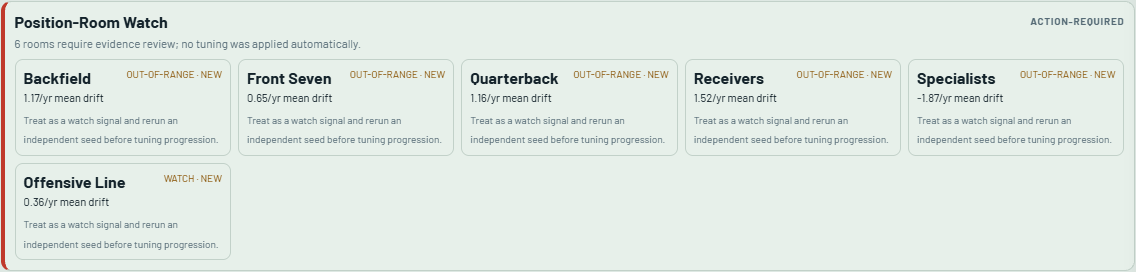 Position-Room Watch
ACTION-REQUIRED
6 rooms require evidence review; no tuning was applied automatically.
Backfield
OUT-OF-RANGE · NEW
1.17/yr mean drift
Treat as a watch signal and rerun an
independent seed before tuning progression.
Front Seven
OUT-OF-RANGE · NEW
0.65/yr mean drift
Treat as a watch signal and rerun an
independent seed before tuning progression.
Quarterback
OUT-OF-RANGE · NEW
1.16/yr mean drift
Treat as a watch signal and rerun an
independent seed before tuning progression.
Receivers
OUT-OF-RANGE · NEW
1.52/yr mean drift
Treat as a watch signal and rerun an
independent seed before tuning progression.
Specialists
OUT-OF-RANGE · NEW
-1.87/yr mean drift
Treat as a watch signal and rerun an
independent seed before tuning progression.
Offensive Line
WATCH · NEW
0.36/yr mean drift
Treat as a watch signal and rerun an
independent seed before tuning progression.